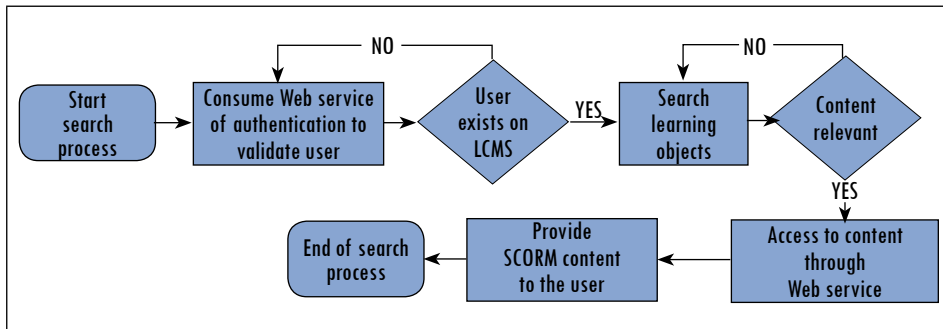 NO
NO
Start
search
process
Consume Web service
of authentication to
validate user
User
exists on
LCMS
YES
Search
learning
objects
Content
relevant
YES
End of search
process
Provide
SCORM content
to the user
Access to content
through
Web service